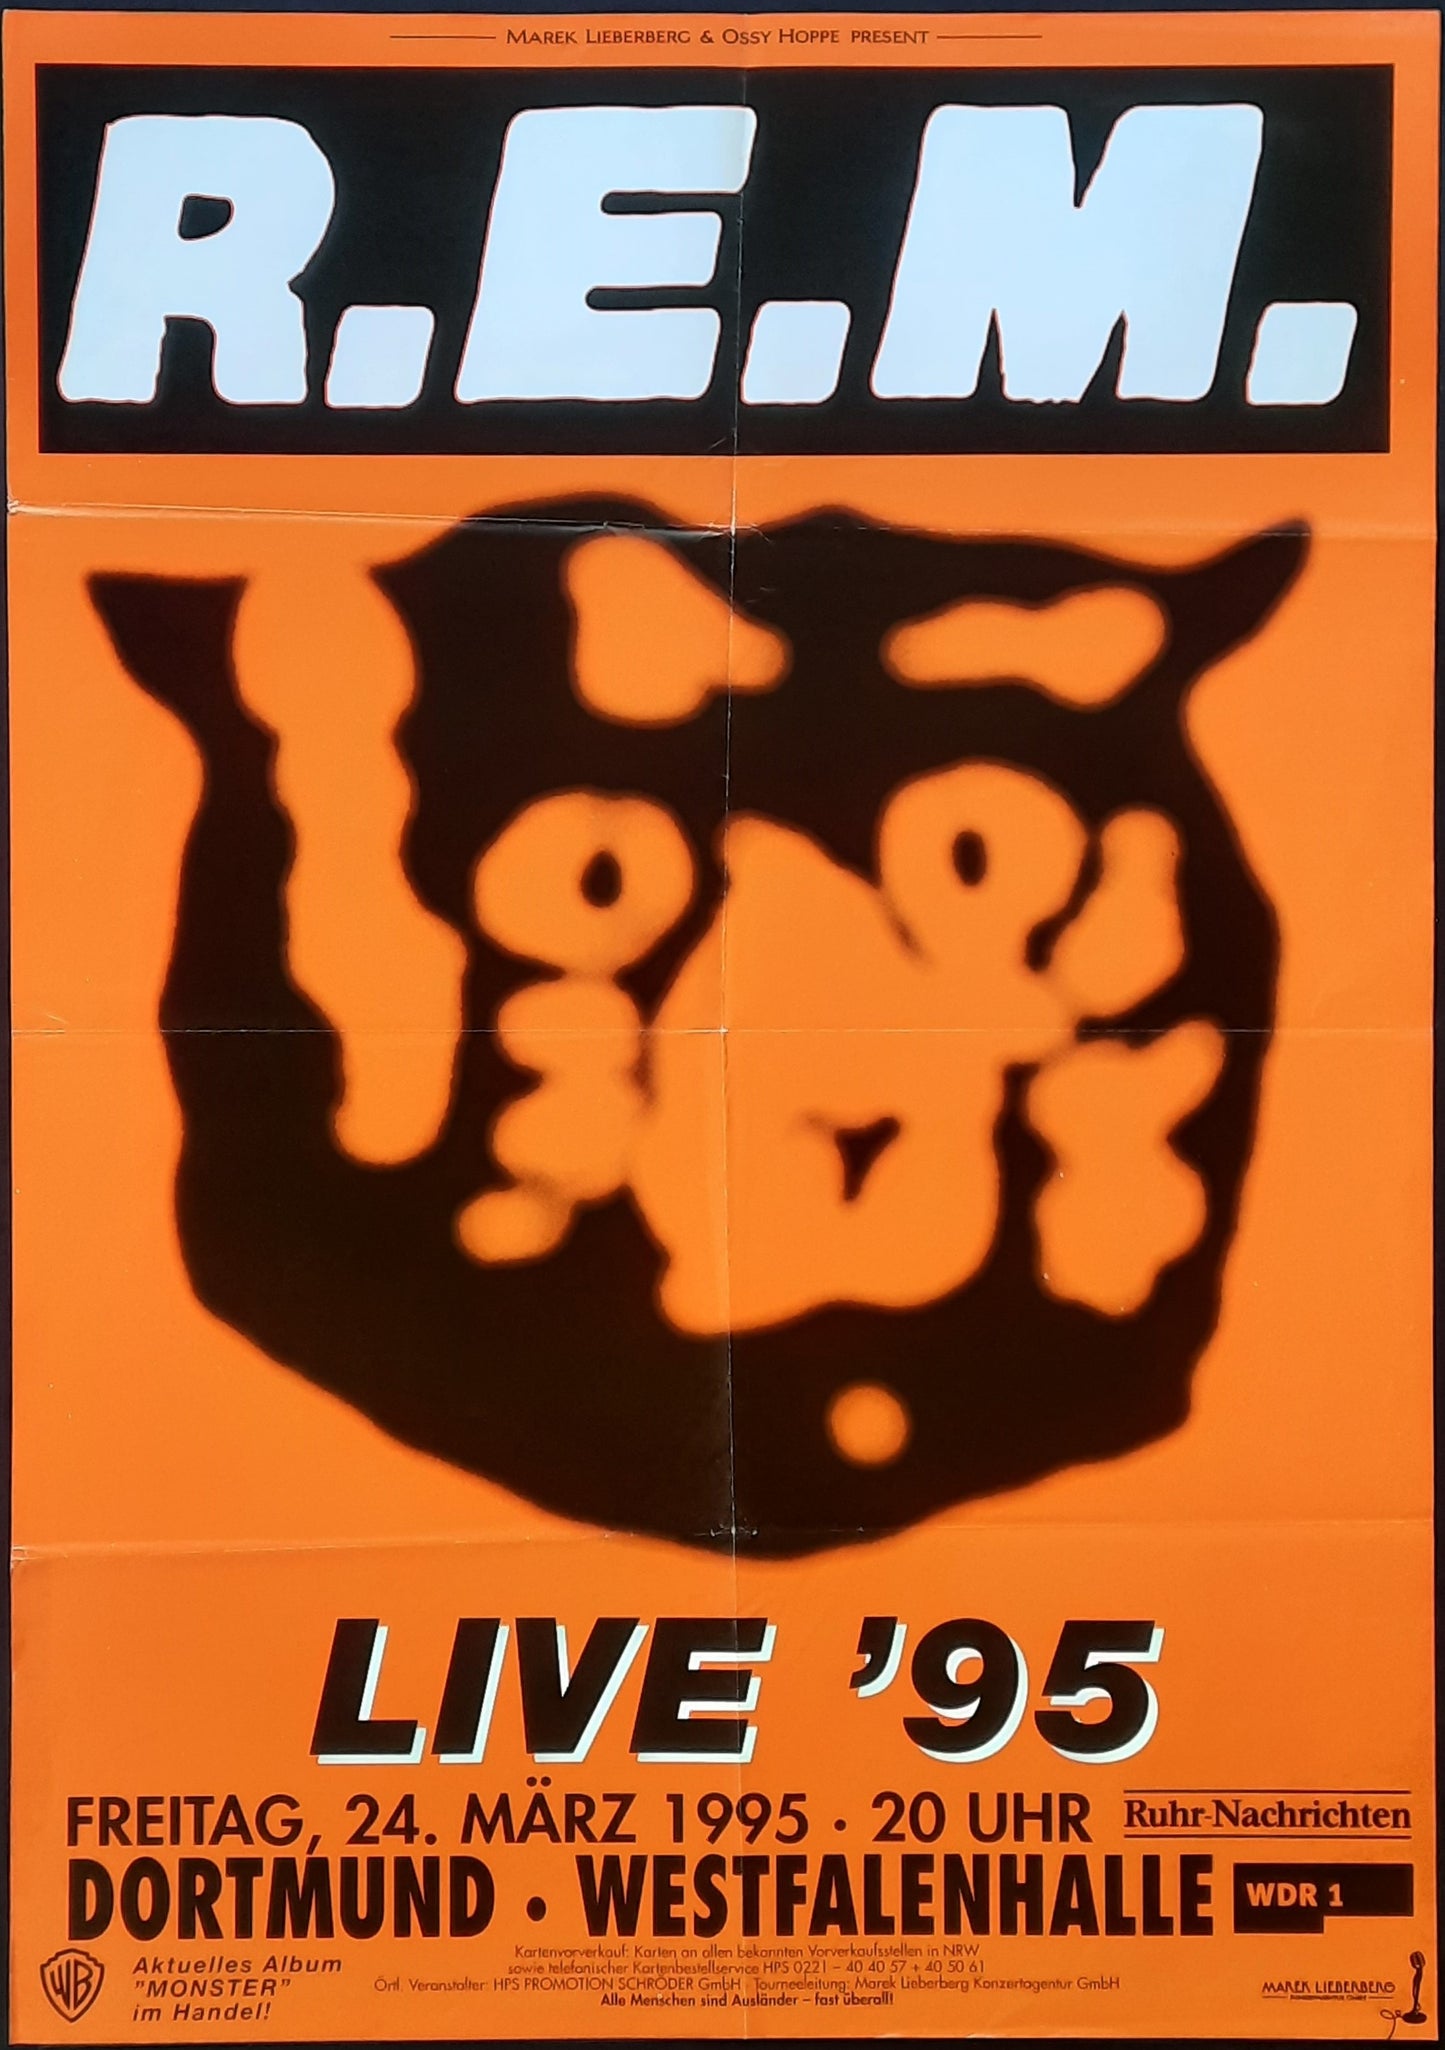 MAREK LIEBERBERG & OSSY HOPPE PRESENT
R.E.M.
LIVE '95
FREITAG, 24. MÄRZ 1995 · 20 UHR
Ruhr-Nachrichten
DORTMUND · WESTFALENHALLE
WDR 1
WB
Aktuelles Album
"MONSTER"
im Handel!
Kartenvorverkauf: Karten an allen bekannten Vorverkaufsstellen in NRW
sowie telefonischer Kartenbestellservice HPS 0221 – 40 40 57 + 40 50 61
Örtl. Veranstalter: HPS PROMOTION SCHRÖDER GmbH . Tourneeleitung: Marek Lieberberg Konzertagentur GmbH
Alle Menschen sind Ausländer – fast überall!
MAREK LIEBERBERG